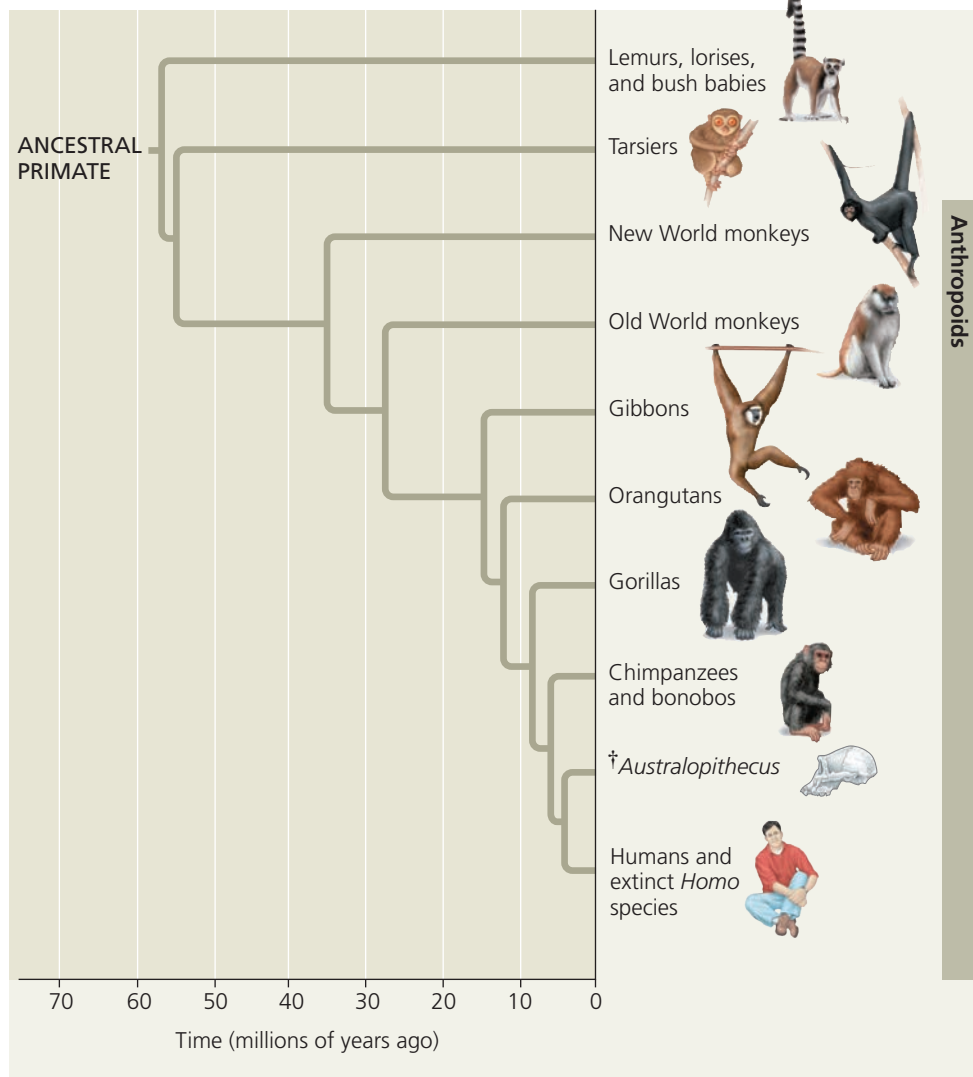 Lemurs, lorises,
and bush babies
ANCESTRAL
PRIMATE
Tarsiers
New World monkeys
Anthropoids
Old World monkeys
Gibbons
Orangutans
Gorillas
Chimpanzees
and bonobos
†Australopithecus
Humans and
extinct Homo
species
70 60 50 40 30 20 10 0
Time (millions of years ago)